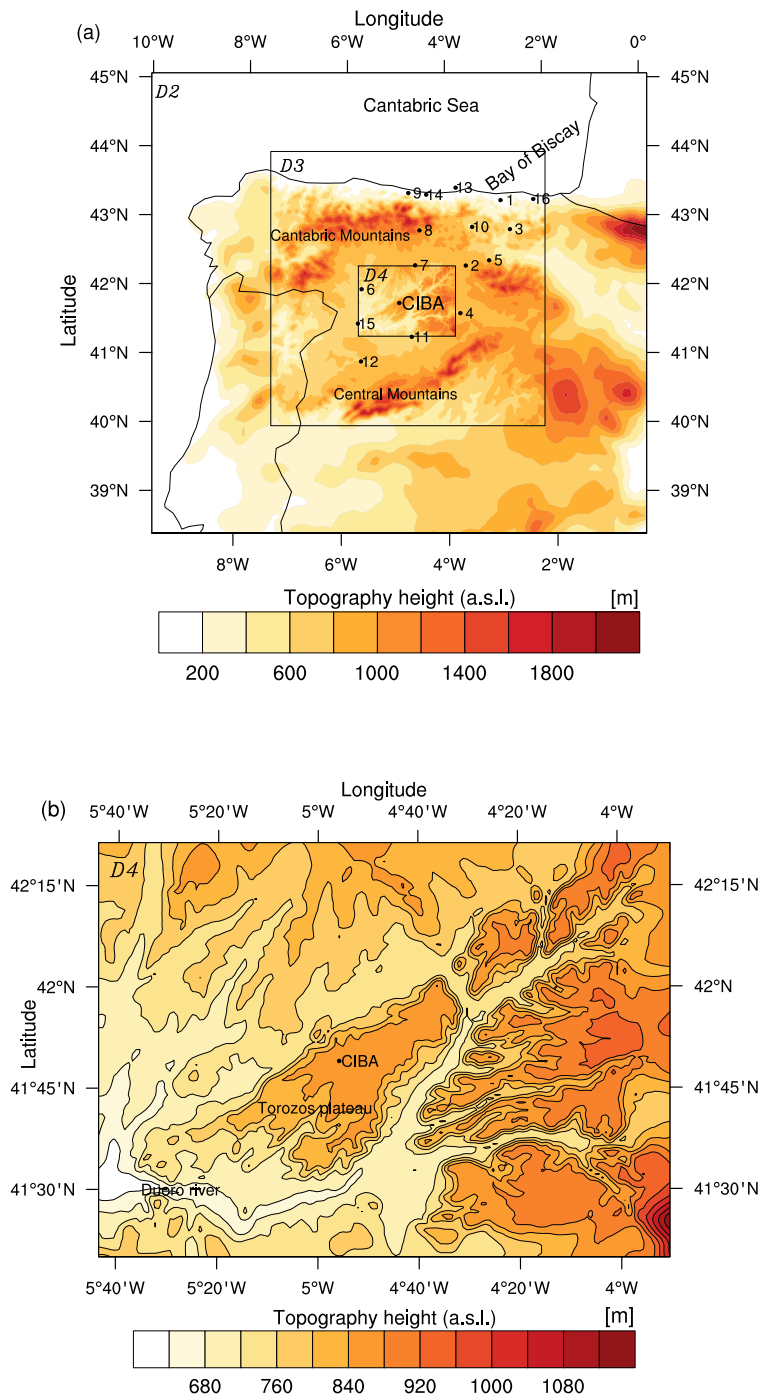 Longitude
(a)
10°W 8°W 6°W 4°W 2°W 0°
45°N 45°N
D2
Cantabric Sea
44°N 44°N
D3
Bay of Biscay
13
9 14 1 16
43°N 43°N
Cantabric Mountains 8 10 3
7 2 5
D4
42°N 42°N
6
CIBA
4
15
11
41°N 41°N
12
Central Mountains
40°N 40°N
39°N 39°N
Latitude
8°W 6°W 4°W 2°W
Topography height (a.s.l.) [m]
200 600 1000 1400 1800
Longitude
(b)
5°40'W 5°20'W 5°W 4°40'W 4°20'W 4°W
D4
42°15'N 42°15'N
42°N 42°N
Latitude
CIBA
41°45'N 41°45'N
Torozos plateau
41°30'N 41°30'N
Duero river
5°40'W 5°20'W 5°W 4°40'W 4°20'W 4°W
Topography height (a.s.l.) [m]
680 760 840 920 1000 1080